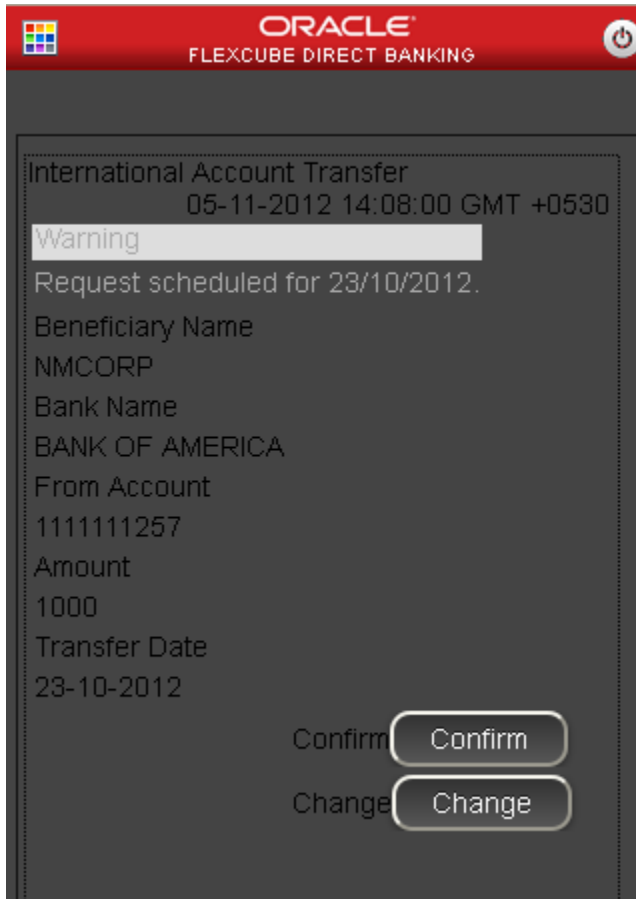 ORACLE
FLEXCUBE DIRECT BANKING
International Account Transfer
05-11-2012 14:08:00 GMT +0530
Warning
Request scheduled for 23/10/2012.
Beneficiary Name
NMCORP
Bank Name
BANK OF AMERICA
From Account
1111111257
Amount
1000
Transfer Date
23-10-2012
Confirm Confirm
Change Change